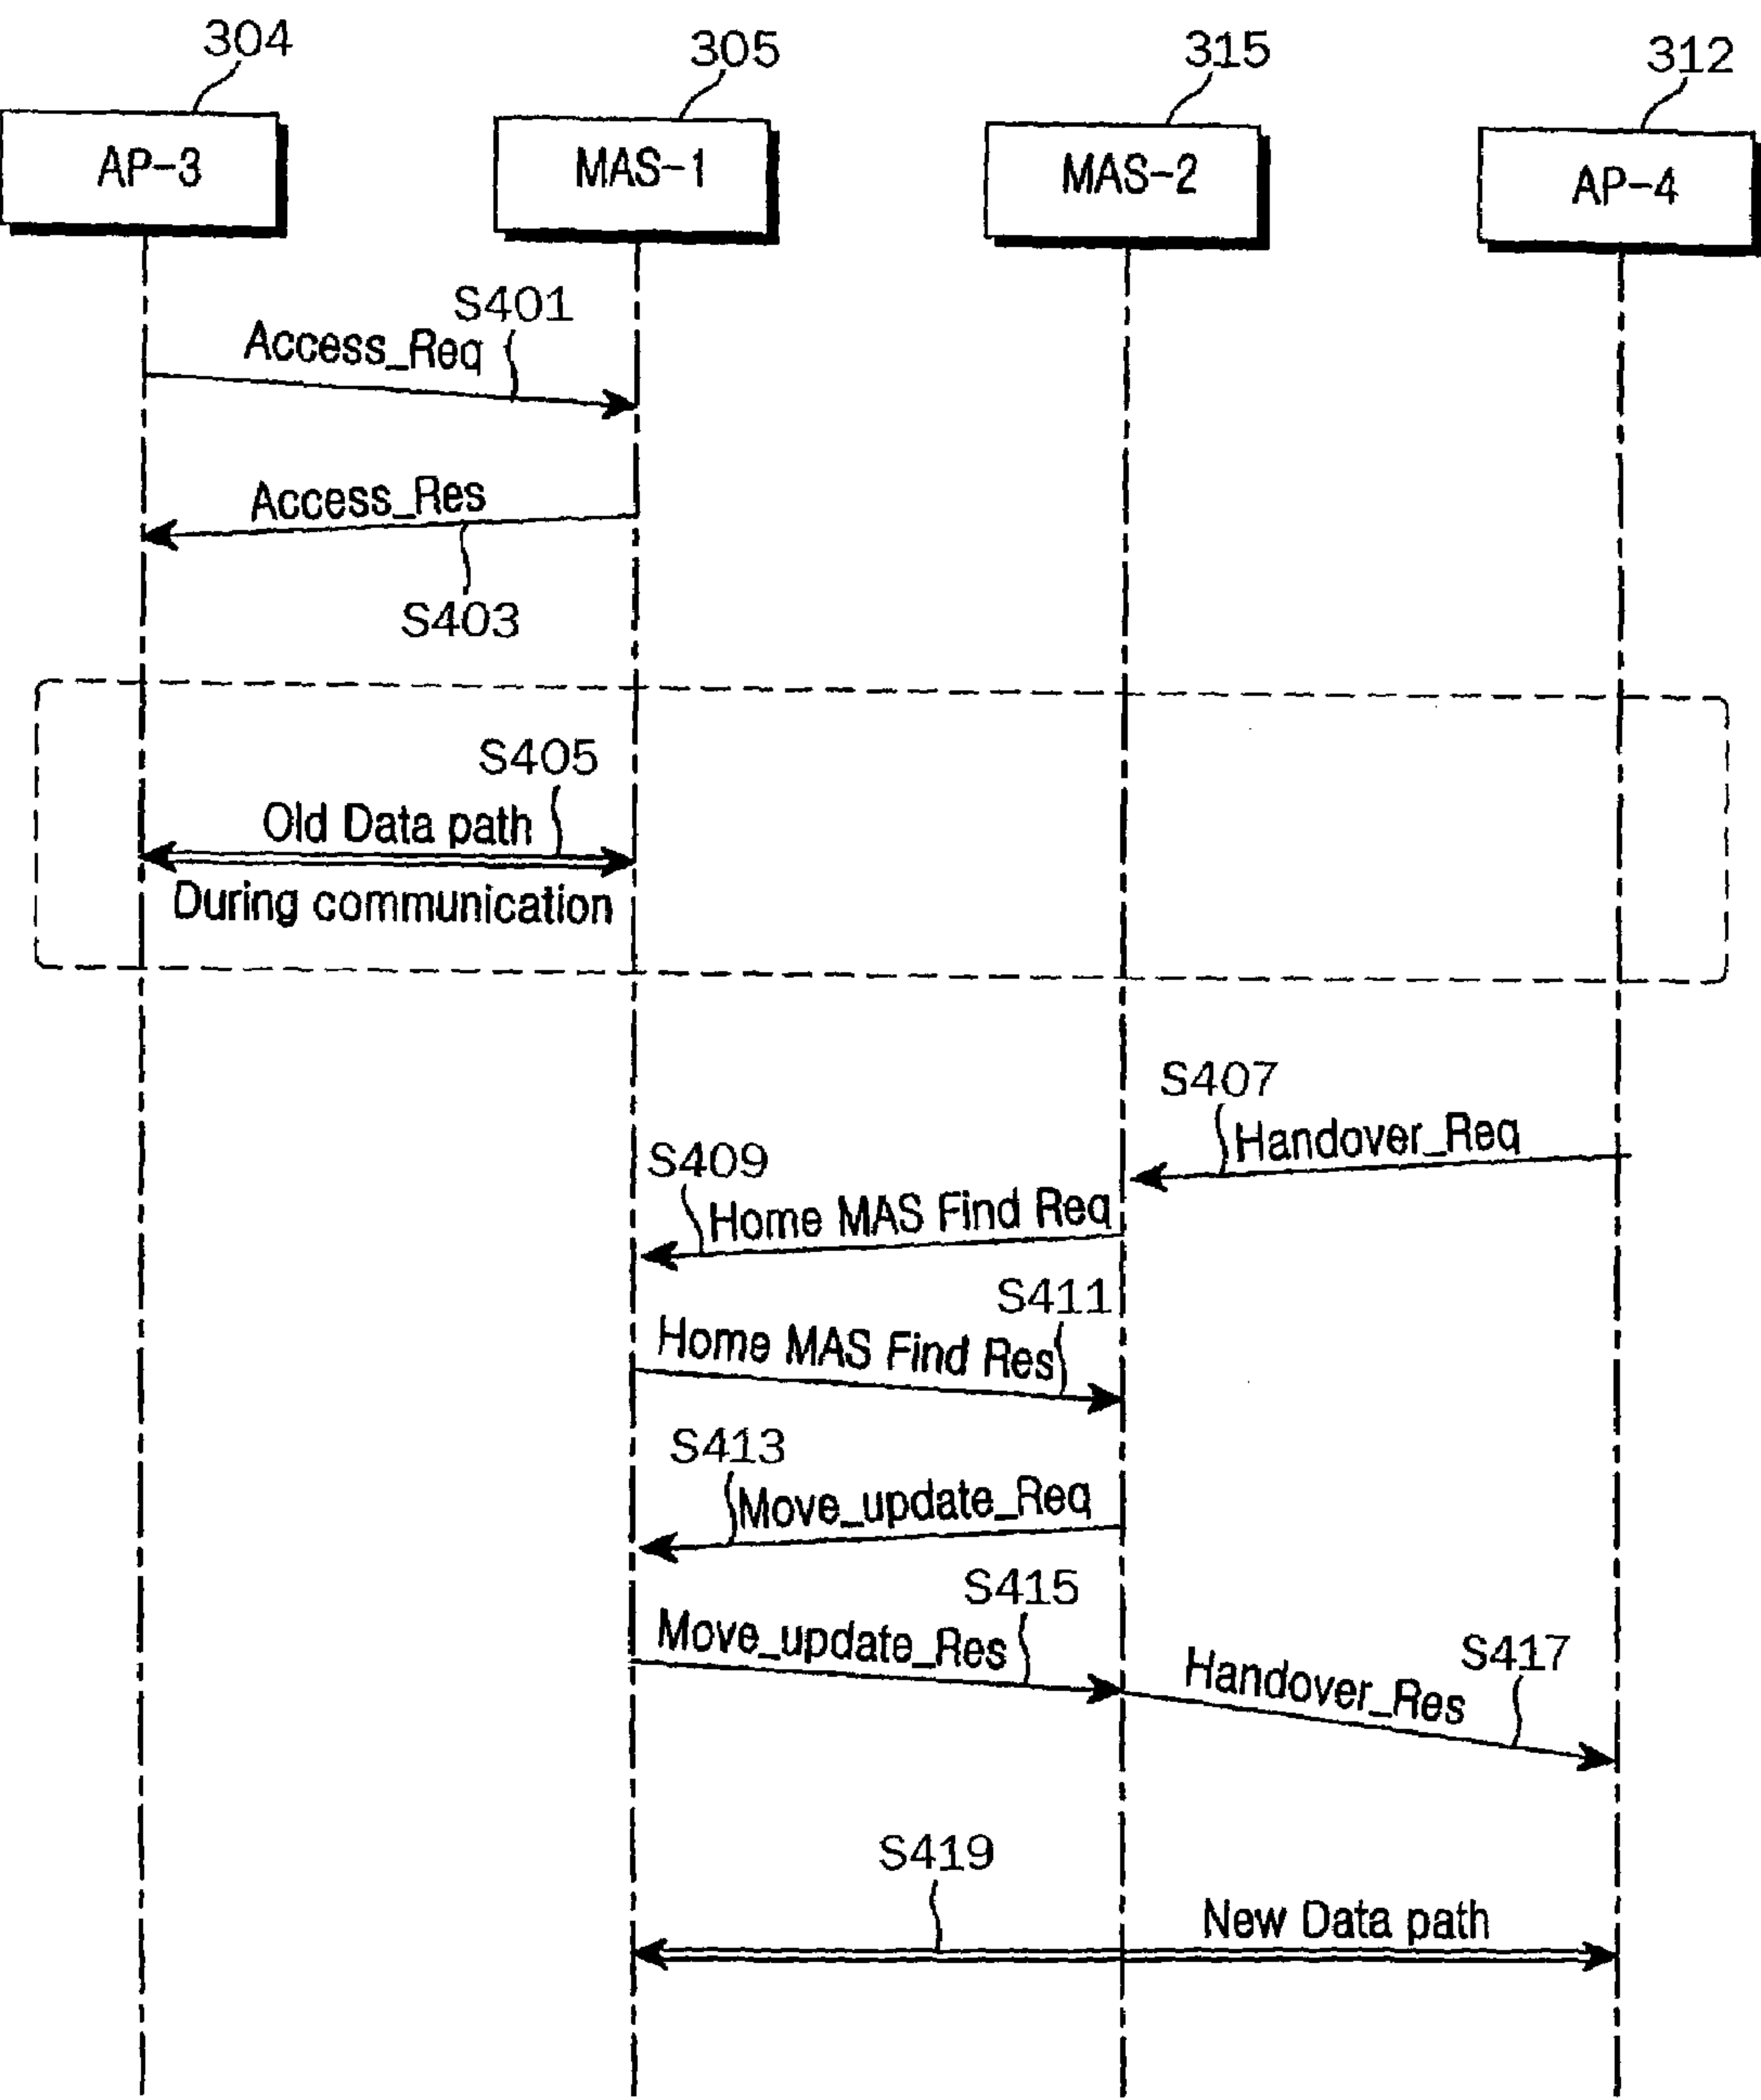 304
305
315
312
AP-3
MAS-1
MAS-2
AP-4
S401
Access_Req
Access_Res
S403
S405
Old Data path
During communication
S407
Handover_Req
S409
Home MAS Find Req
S411
Home MAS Find Res
S413
Move_update_Req
S415
Move_update_Res
S417
Handover_Res
S419
New Data path